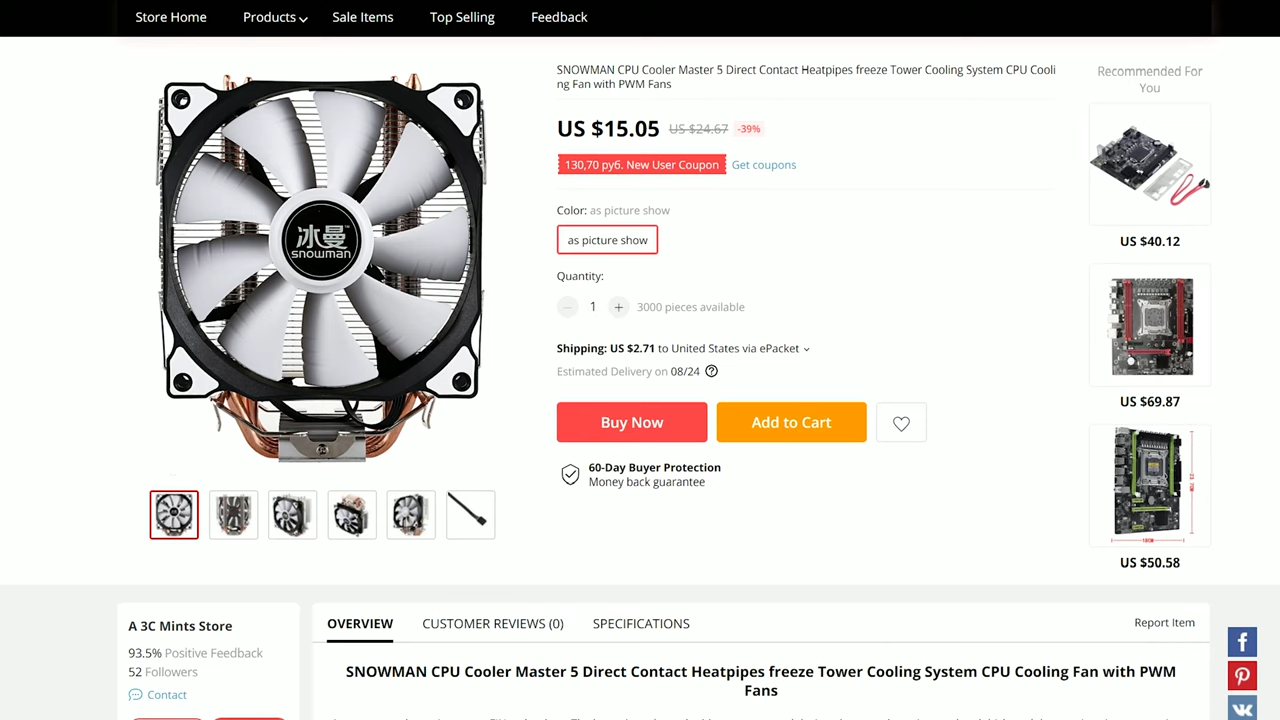 Store Home
Products
Sale Items
Top Selling
Feedback
SNOWMAN CPU Cooler Master 5 Direct Contact Heatpipes freeze Tower Cooling System CPU Cooli
ng Fan with PWM Fans
US $15.05 US $24.67 -39%
130,70 руб. New User Coupon Get coupons
Color: as picture show
as picture show
Quantity:
1 + 3000 pieces available
Shipping: US $2.71 to United States via ePacket
Estimated Delivery on 08/24
Buy Now
Add to Cart
60-Day Buyer Protection
Money back guarantee
冰曼
snowman
Recommended For
You
US $40.12
US $69.87
US $50.58
A 3C Mints Store
93.5% Positive Feedback
52 Followers
Contact
OVERVIEW
CUSTOMER REVIEWS (0)
SPECIFICATIONS
Report Item
SNOWMAN CPU Cooler Master 5 Direct Contact Heatpipes freeze Tower Cooling System CPU Cooling Fan with PWM
Fans